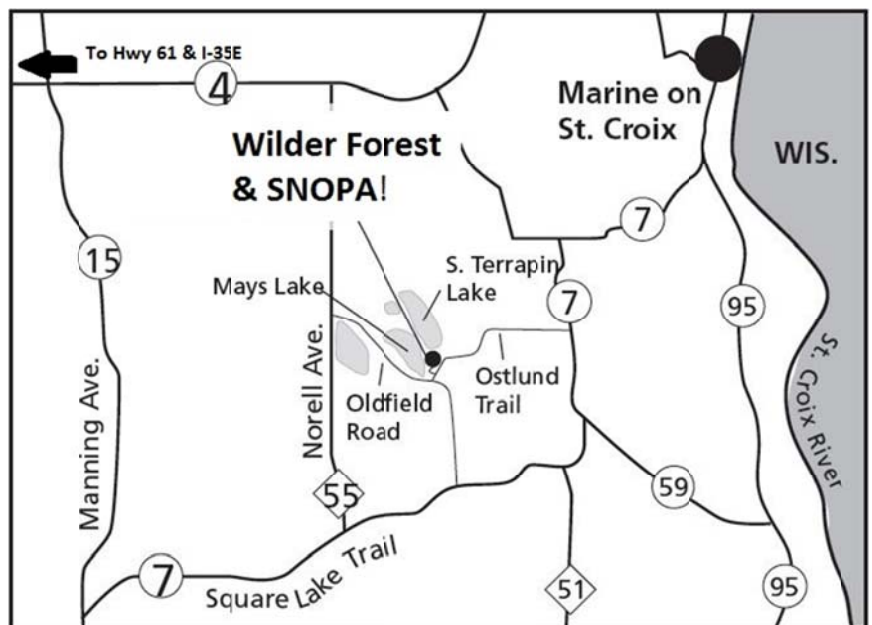 To Hwy 61 & I-35E
4
Marine on
St. Croix
Wilder Forest
& SNOPA!
WIS.
7
15
S. Terrapin
Lake
Mays Lake
7
95
Manning Ave.
Norell Ave.
Oldfield
Road
Ostlund
Trail
St. Croix River
55
59
7
Square Lake Trail
51
95